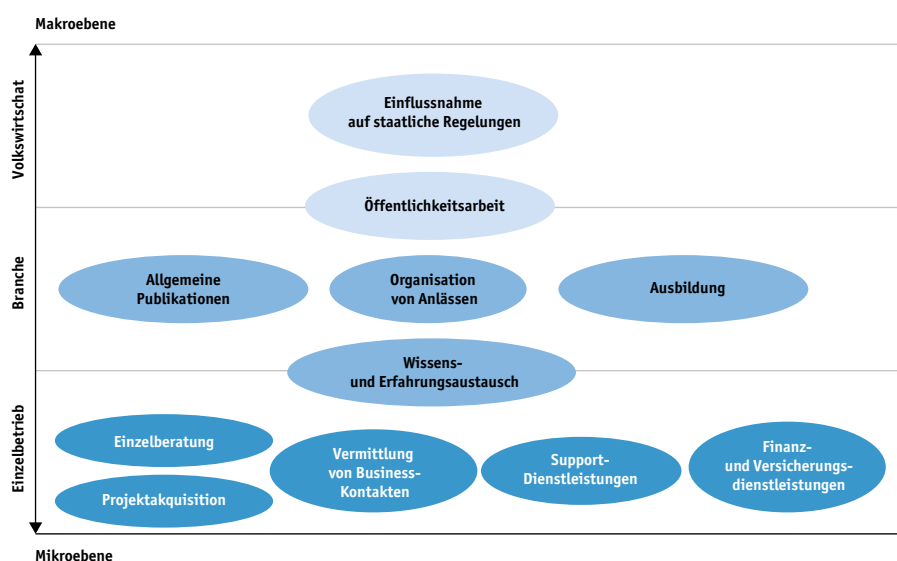 Makroebene
Volkswirtschat
Einflussnahme
auf staatliche Regelungen
Öffentlichkeitsarbeit
Branche
Allgemeine
Publikationen
Organisation
von Anlässen
Ausbildung
Wissens-
und Erfahrungsaustausch
Einzelbetrieb
Einzelberatung
Projektakquisition
Vermittlung
von Business-
Kontakten
Support-
Dienstleistungen
Finanz-
und Versicherungs-
dienstleistungen
Mikroebene